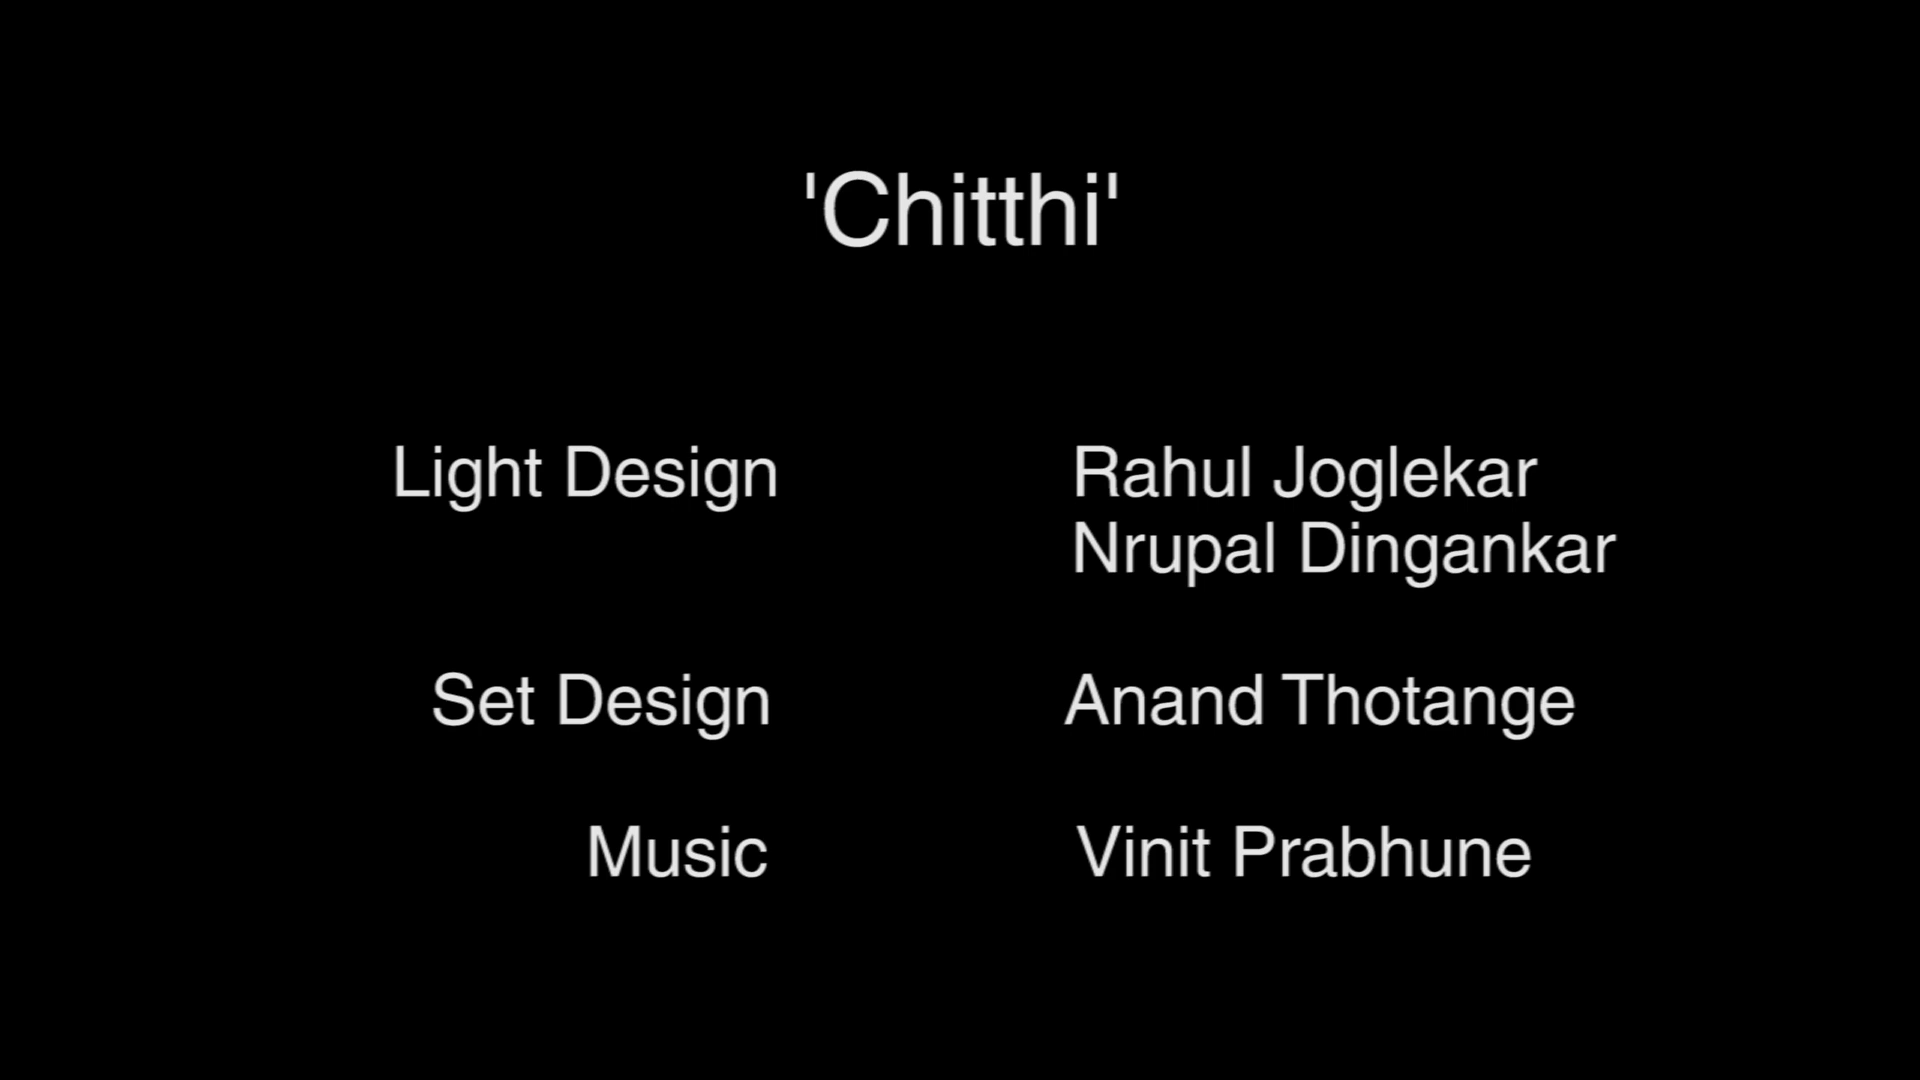 'Chitthi'
Light Design Rahul Joglekar
Nrupal Dingankar
Set Design Anand Thotange
Music Vinit Prabhune